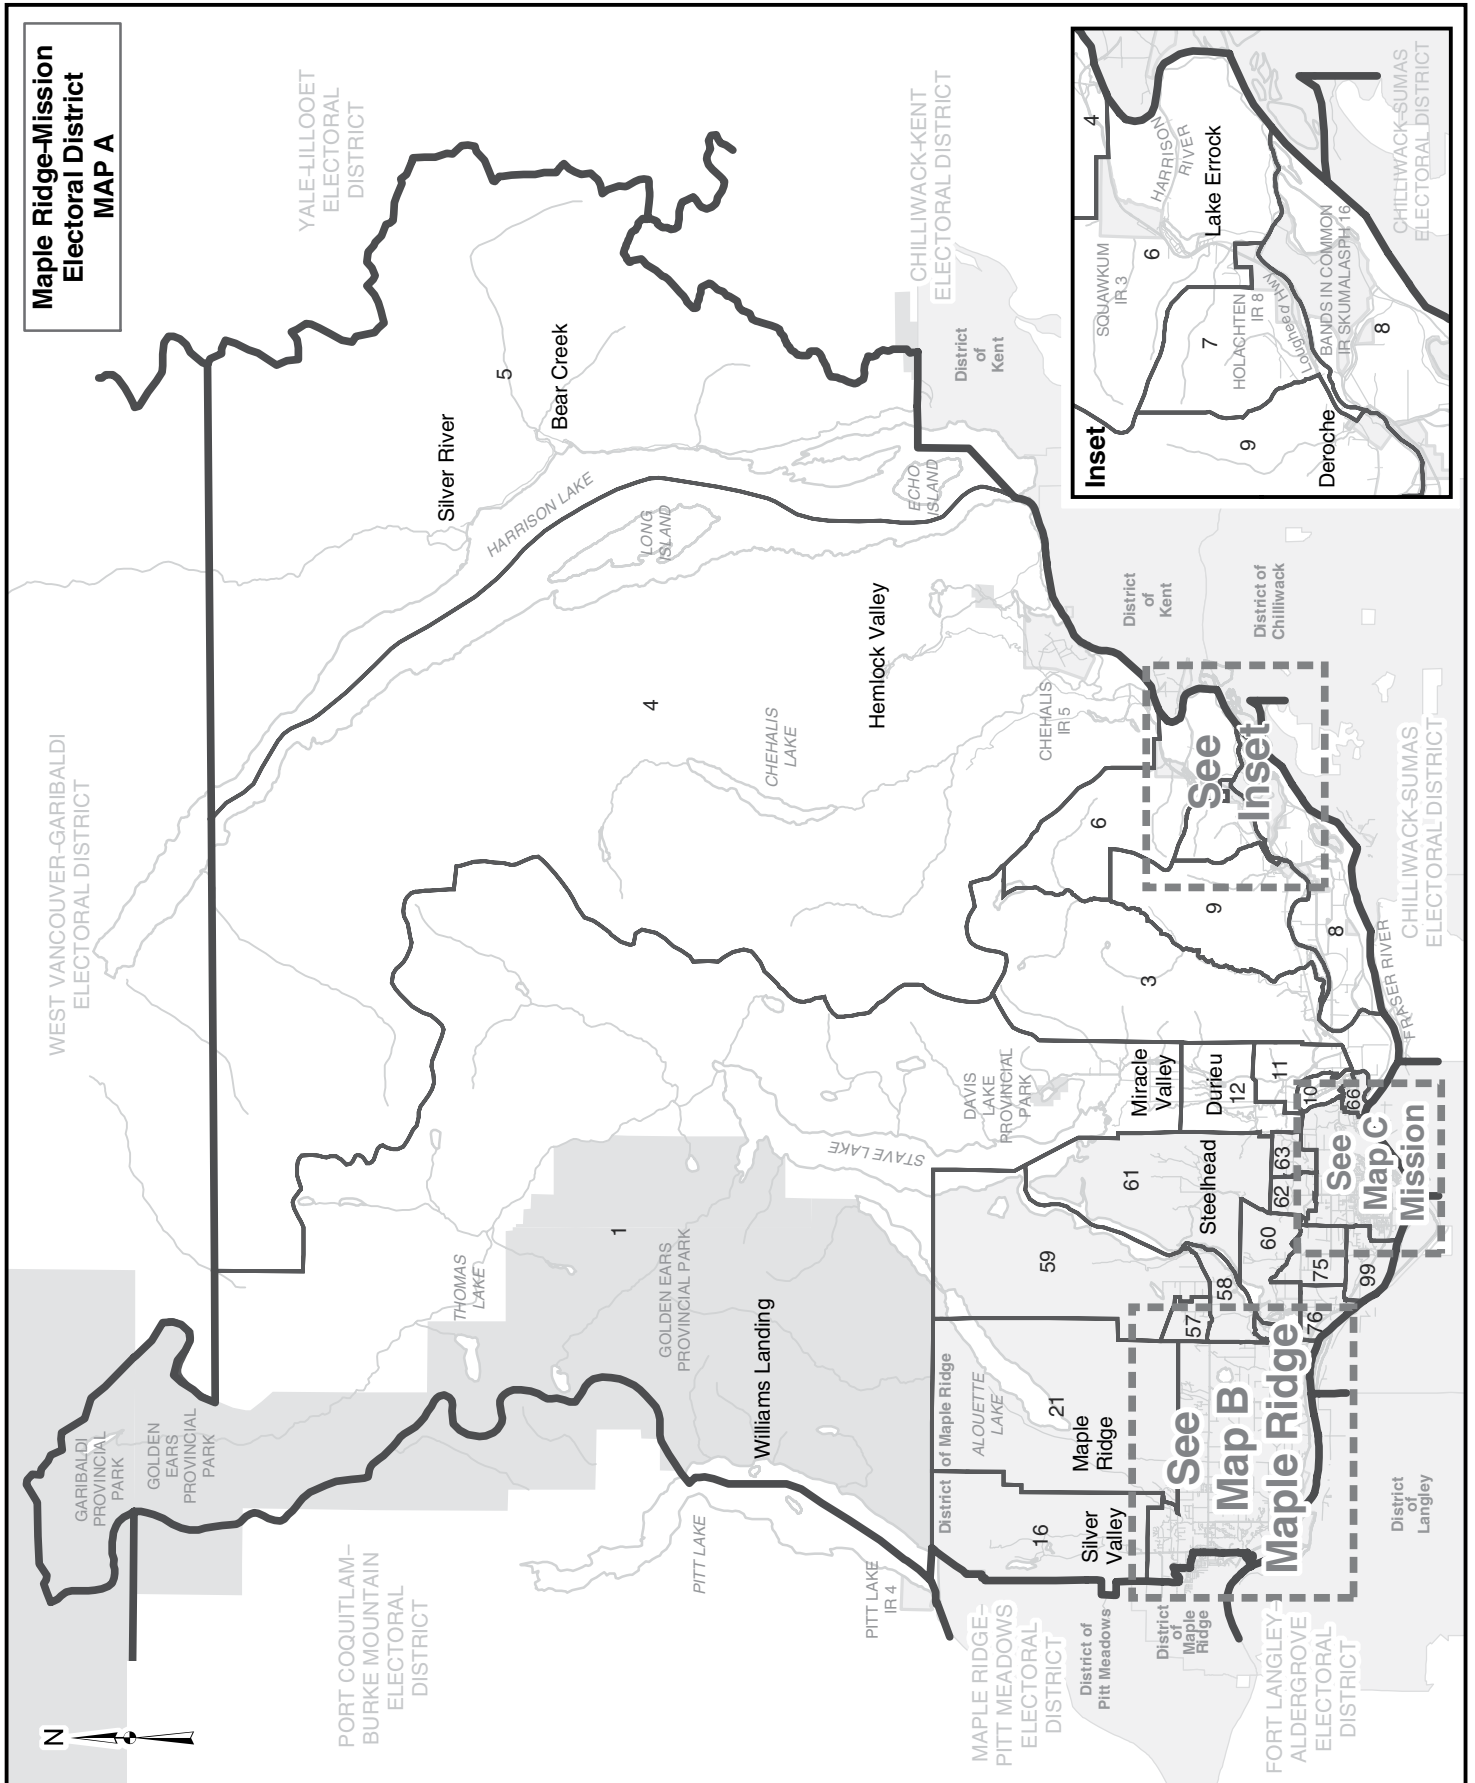 Maple Ridge-Mission
Electoral District
MAP A
N
YALE-LILLOOET
ELECTORAL
DISTRICT
WEST VANCOUVER-GARIBALDI
ELECTORAL DISTRICT
GARIBALDI
PROVINCIAL
PARK
GOLDEN
EARS
PROVINCIAL
PARK
PORT COQUITLAM–
BURKE MOUNTAIN
ELECTORAL
DISTRICT
5
Silver River
Bear Creek
HARRISON LAKE
LONG
ISLAND
ECHO
ISLAND
CHILLIWACK-KENT
ELECTORAL DISTRICT
District
of
Kent
4
CHEHALIS
LAKE
Hemlock Valley
CHEHALIS
IR 5
District
of
Kent
District of
Chilliwack
THOMAS
LAKE
1
GOLDEN EARS
PROVINCIAL PARK
Williams Landing
PITT LAKE
PITT LAKE
IR 4
STAVE LAKE
DAVIS
LAKE
PROVINCIAL
PARK
6
9
3
8
See
Inset
CHILLIWACK-SUMAS
ELECTORAL DISTRICT
FRASER RIVER
Miracle
Valley
Durieu
12
11
10
66
61
Steelhead
63
62
60
59
58
57
75
99
76
See
Map C
Mission
District of Maple Ridge
ALOUETTE
LAKE
21
Maple
Ridge
16
Silver
Valley
See
Map B
Maple Ridge
MAPLE RIDGE-
PITT MEADOWS
ELECTORAL
DISTRICT
District of
Pitt Meadows
District
of
Maple
Ridge
FORT LANGLEY-
ALDERGROVE
ELECTORAL
DISTRICT
District
of
Langley
Inset
4
HARRISON
RIVER
Lake Errock
SQUAWKUM
IR 3
6
7
HOLACHTEN
IR 8
Lougheed Hwy
BANDS IN COMMON
IR SKUMALASPH 16
8
9
Deroche
CHILLIWACK-SUMAS
ELECTORAL DISTRICT